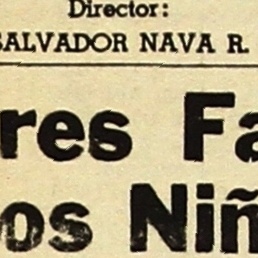 Director:
SALVADOR NAVA R.
res Fa
os Niñ